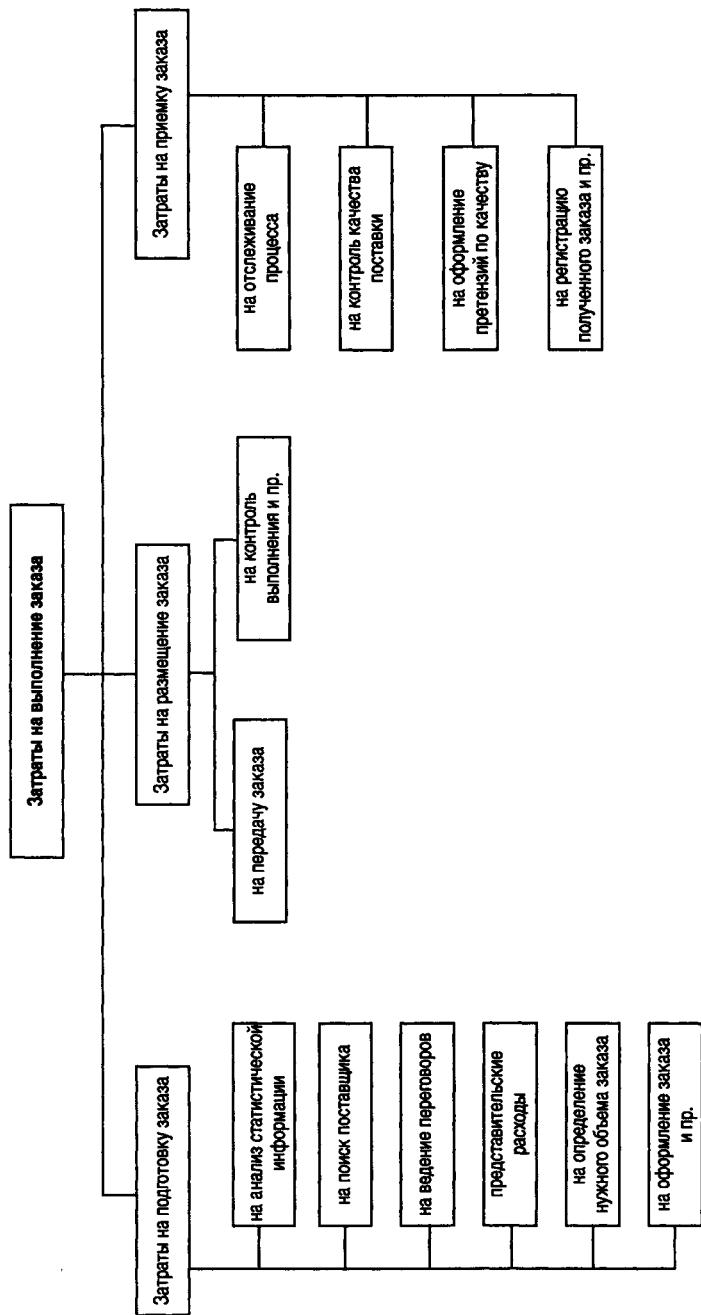 Затраты на выполнение заказа
Затраты на подготовку заказа
на анализ статистической
информации
на поиск поставщика
на ведение переговоров
представительские
расходы
на определение
нужного объема заказа
на оформление заказа
и пр.
Затраты на размещение заказа
на передачу заказа
на контроль
выполнения и пр.
Затраты на приемку заказа
на отслеживание
процесса
на контроль качества
поставки
на оформление
претензий по качеству
на регистрацию
полученного заказа и пр.